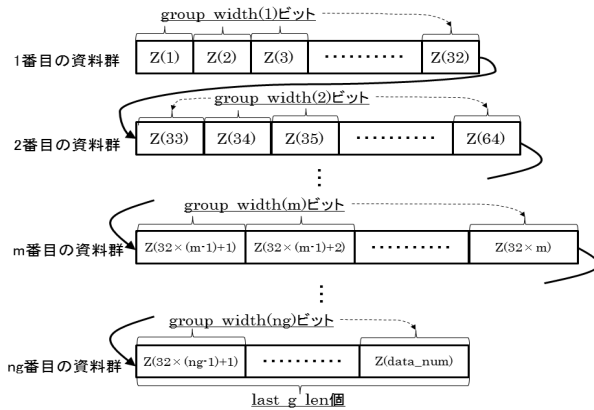 group_width(1)ビット
1番目の資料群 Z(1) Z(2) Z(3) ・・・・・・・・・・ Z(32)
group_width(2)ビット
2番目の資料群 Z(33) Z(34) Z(35) ・・・・・・・・・・ Z(64)
⋮
group_width(m)ビット
m番目の資料群 Z(32×(m-1)+1) Z(32×(m-1)+2) ・・・・・・・・・・ Z(32×m)
⋮
group_width(ng)ビット
ng番目の資料群 Z(32×(ng-1)+1) ・・・・・・・・・・ Z(data_num)
last_g_len個